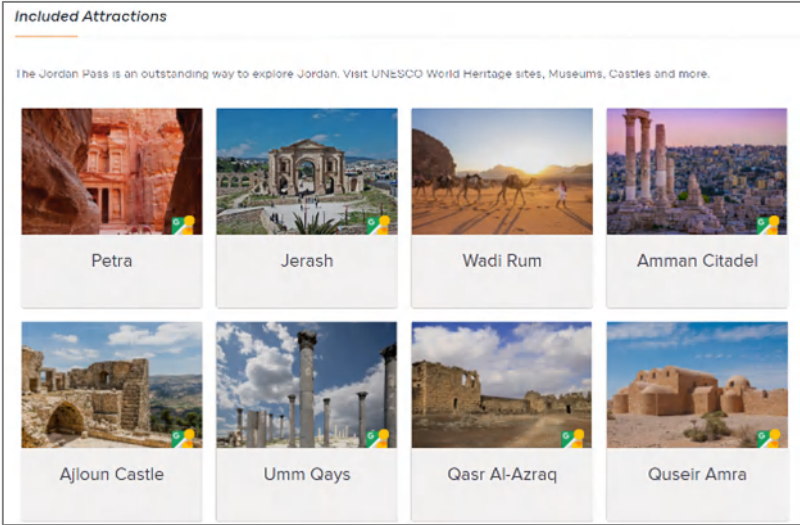 Included Attractions
The Jordan Pass is an outstanding way to explore Jordan. Visit UNESCO World Heritage sites, Museums, Castles and more.
Petra Jerash Wadi Rum Amman Citadel
Ajloun Castle Umm Qays Qasr Al-Azraq Quseir Amra